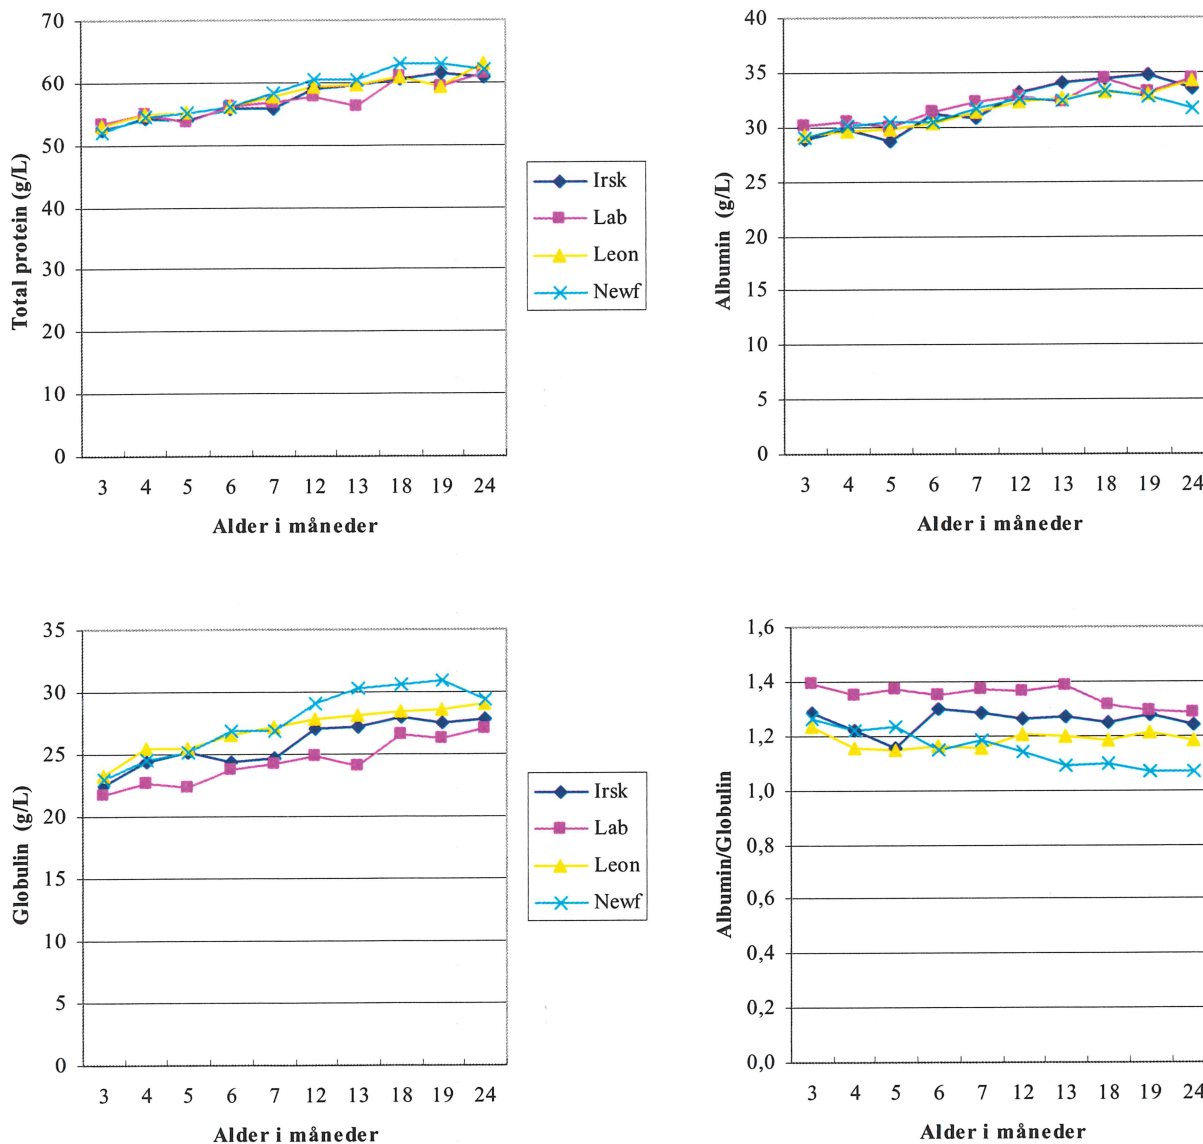 Total protein (g/L)
70
60
50
40
30
20
10
0
3 4 5 6 7 12 13 18 19 24
Alder i måneder
Irsk
Lab
Leon
Newf
Albumin (g/L)
40
35
30
25
20
15
10
5
0
3 4 5 6 7 12 13 18 19 24
Alder i måneder
Globulin (g/L)
35
30
25
20
15
10
5
0
3 4 5 6 7 12 13 18 19 24
Alder i måneder
Irsk
Lab
Leon
Newf
Albumin/Globulin
1,6
1,4
1,2
1,0
0,8
0,6
0,4
0,2
0,0
3 4 5 6 7 12 13 18 19 24
Alder i måneder